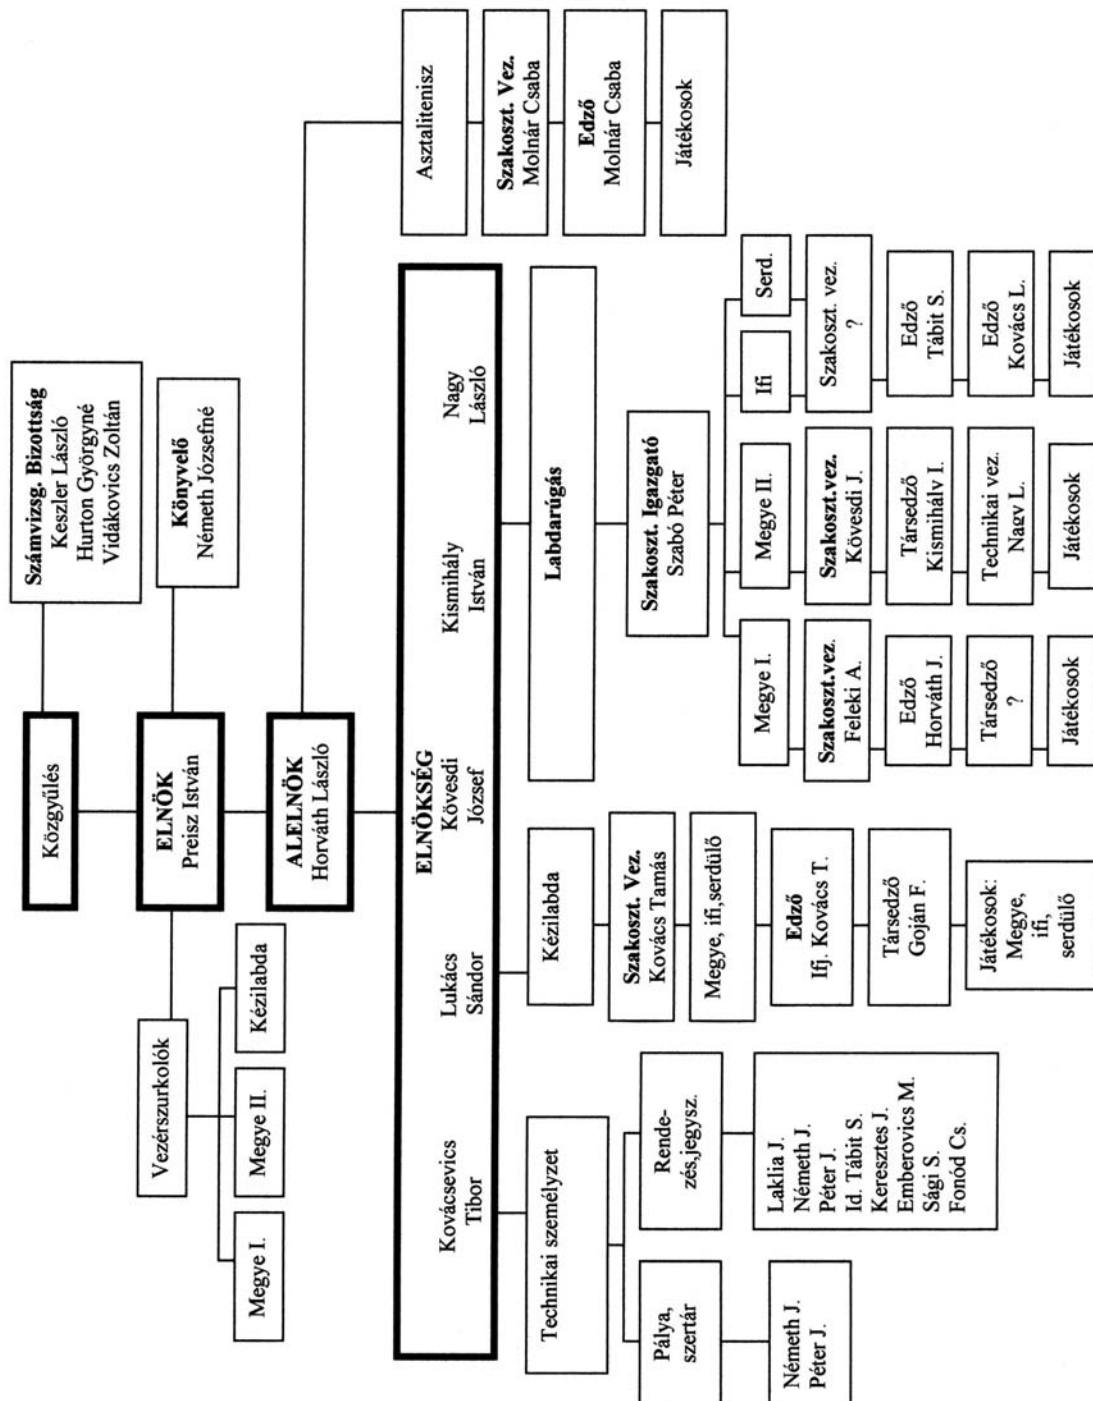 Közgyűlés
Számvizsg. Bizottság
Keszler László
Hurton Györgyné
Vidákovics Zoltán
ELNÖK
Preisz István
Könyvelő
Németh Józsefné
Vezérszurkolók
Megye I.
Megye II.
Kézilabda
ALELNÖK
Horváth László
ELNÖKSÉG
Kovácsevics
Tibor
Lukács
Sándor
Kövesdi
József
Kismihály
István
Nagy
László
Asztalitenisz
Szakoszt. Vez.
Molnár Csaba
Edző
Molnár Csaba
Játékosok
Technikai személyzet
Pálya,
szertár
Németh J.
Péter J.
Rende-
zés,jegysz.
Laklia J.
Németh J.
Péter J.
Id. Tábit S.
Keresztes J.
Emberovics M.
Sági S.
Fonód Cs.
Kézilabda
Szakoszt. Vez.
Kovács Tamás
Megye, ifi,serdülő
Edző
Ifj. Kovács T.
Társedző
Goján F.
Játékosok:
Megye,
ifi,
serdülő
Labdarúgás
Szakoszt. Igazgató
Szabó Péter
Megye I.
Szakoszt.vez.
Feleki A.
Edző
Horváth J.
Társedző
?
Játékosok
Megye II.
Szakoszt.vez.
Kövesdi J.
Társedző
Kismihálv I.
Technikai vez.
Nagv L.
Játékosok
Ifi
Serd.
Szakoszt. vez.
?
Edző
Tábit S.
Edző
Kovács L.
Játékosok